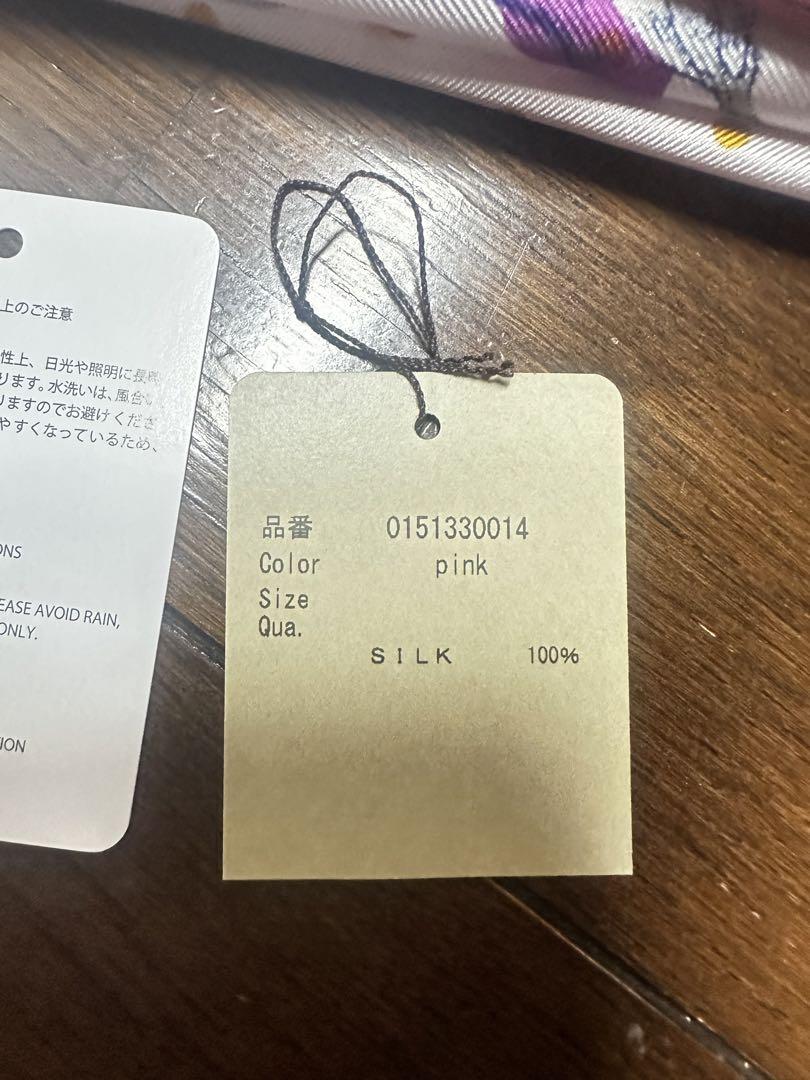 上のご注意
性上、日光や照明に長時
ります。水洗いは、風合い
りますのでお避けくださ
やすくなっているため、
ONS
EASE AVOID RAIN,
ONLY.
ION
品番 0151330014
Color pink
Size
Qua.
SILK 100%